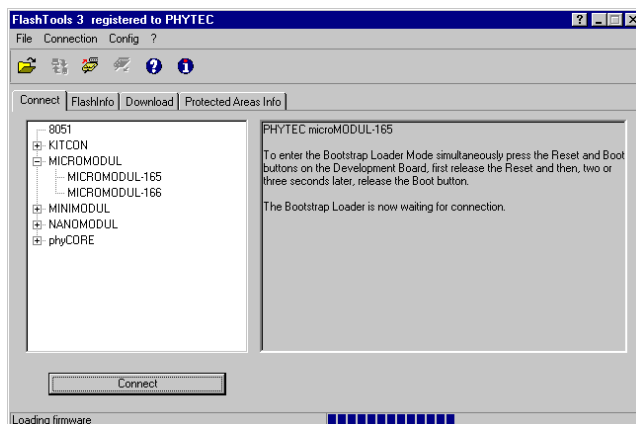 FlashTools 3 registered to PHYTEC
File Connection Config ?
Connect FlashInfo Download Protected Areas Info
8051
KITCON
MICROMODUL
MICROMODUL-165
MICROMODUL-166
MINIMODUL
NANOMODUL
phyCORE
PHYTEC microMODUL-165
To enter the Bootstrap Loader Mode simultaneously press the Reset and Boot
buttons on the Development Board, first release the Reset and then, two or
three seconds later, release the Boot button.
The Bootstrap Loader is now waiting for connection.
Connect
Loading firmware